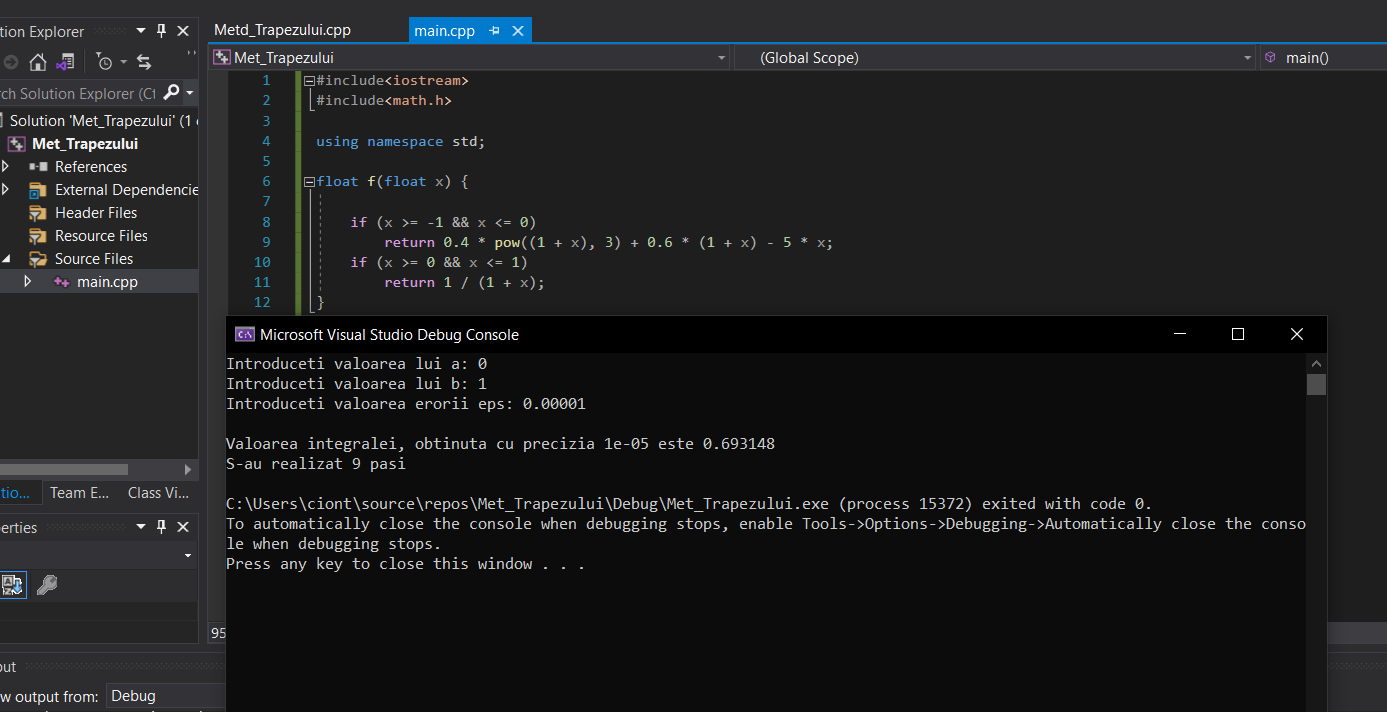 tion Explorer
Search Solution Explorer (Ct
Solution 'Met_Trapezului' (1
Met_Trapezului
References
External Dependencie
Header Files
Resource Files
Source Files
main.cpp
tio... Team E... Class Vi...
erties
Metd_Trapezului.cpp main.cpp
Met_Trapezului (Global Scope) main()
1 #include<iostream>
2 #include<math.h>
3
4 using namespace std;
5
6 float f(float x) {
7
8 if (x >= -1 && x <= 0)
9 return 0.4 * pow((1 + x), 3) + 0.6 * (1 + x) - 5 * x;
10 if (x >= 0 && x <= 1)
11 return 1 / (1 + x);
12 }
95
C:\ Microsoft Visual Studio Debug Console
Introduceti valoarea lui a: 0
Introduceti valoarea lui b: 1
Introduceti valoarea erorii eps: 0.00001
Valoarea integralei, obtinuta cu precizia 1e-05 este 0.693148
S-au realizat 9 pasi
C:\Users\ciont\source\repos\Met_Trapezului\Debug\Met_Trapezului.exe (process 15372) exited with code 0.
To automatically close the console when debugging stops, enable Tools->Options->Debugging->Automatically close the conso
le when debugging stops.
Press any key to close this window . . .
put
w output from: Debug